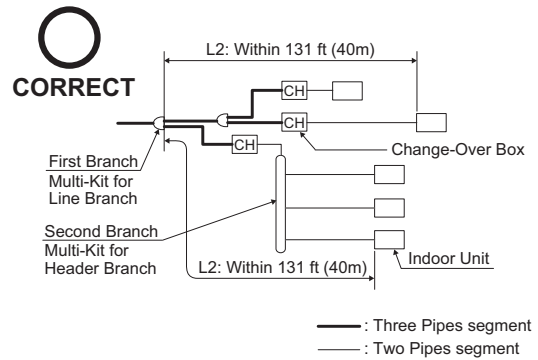 L2: Within 131 ft (40m)
CORRECT
CH
CH
CH
Change-Over Box
First Branch
Multi-Kit for
Line Branch
Second Branch
Multi-Kit for
Header Branch
L2: Within 131 ft (40m)
Indoor Unit
: Three Pipes segment
: Two Pipes segment